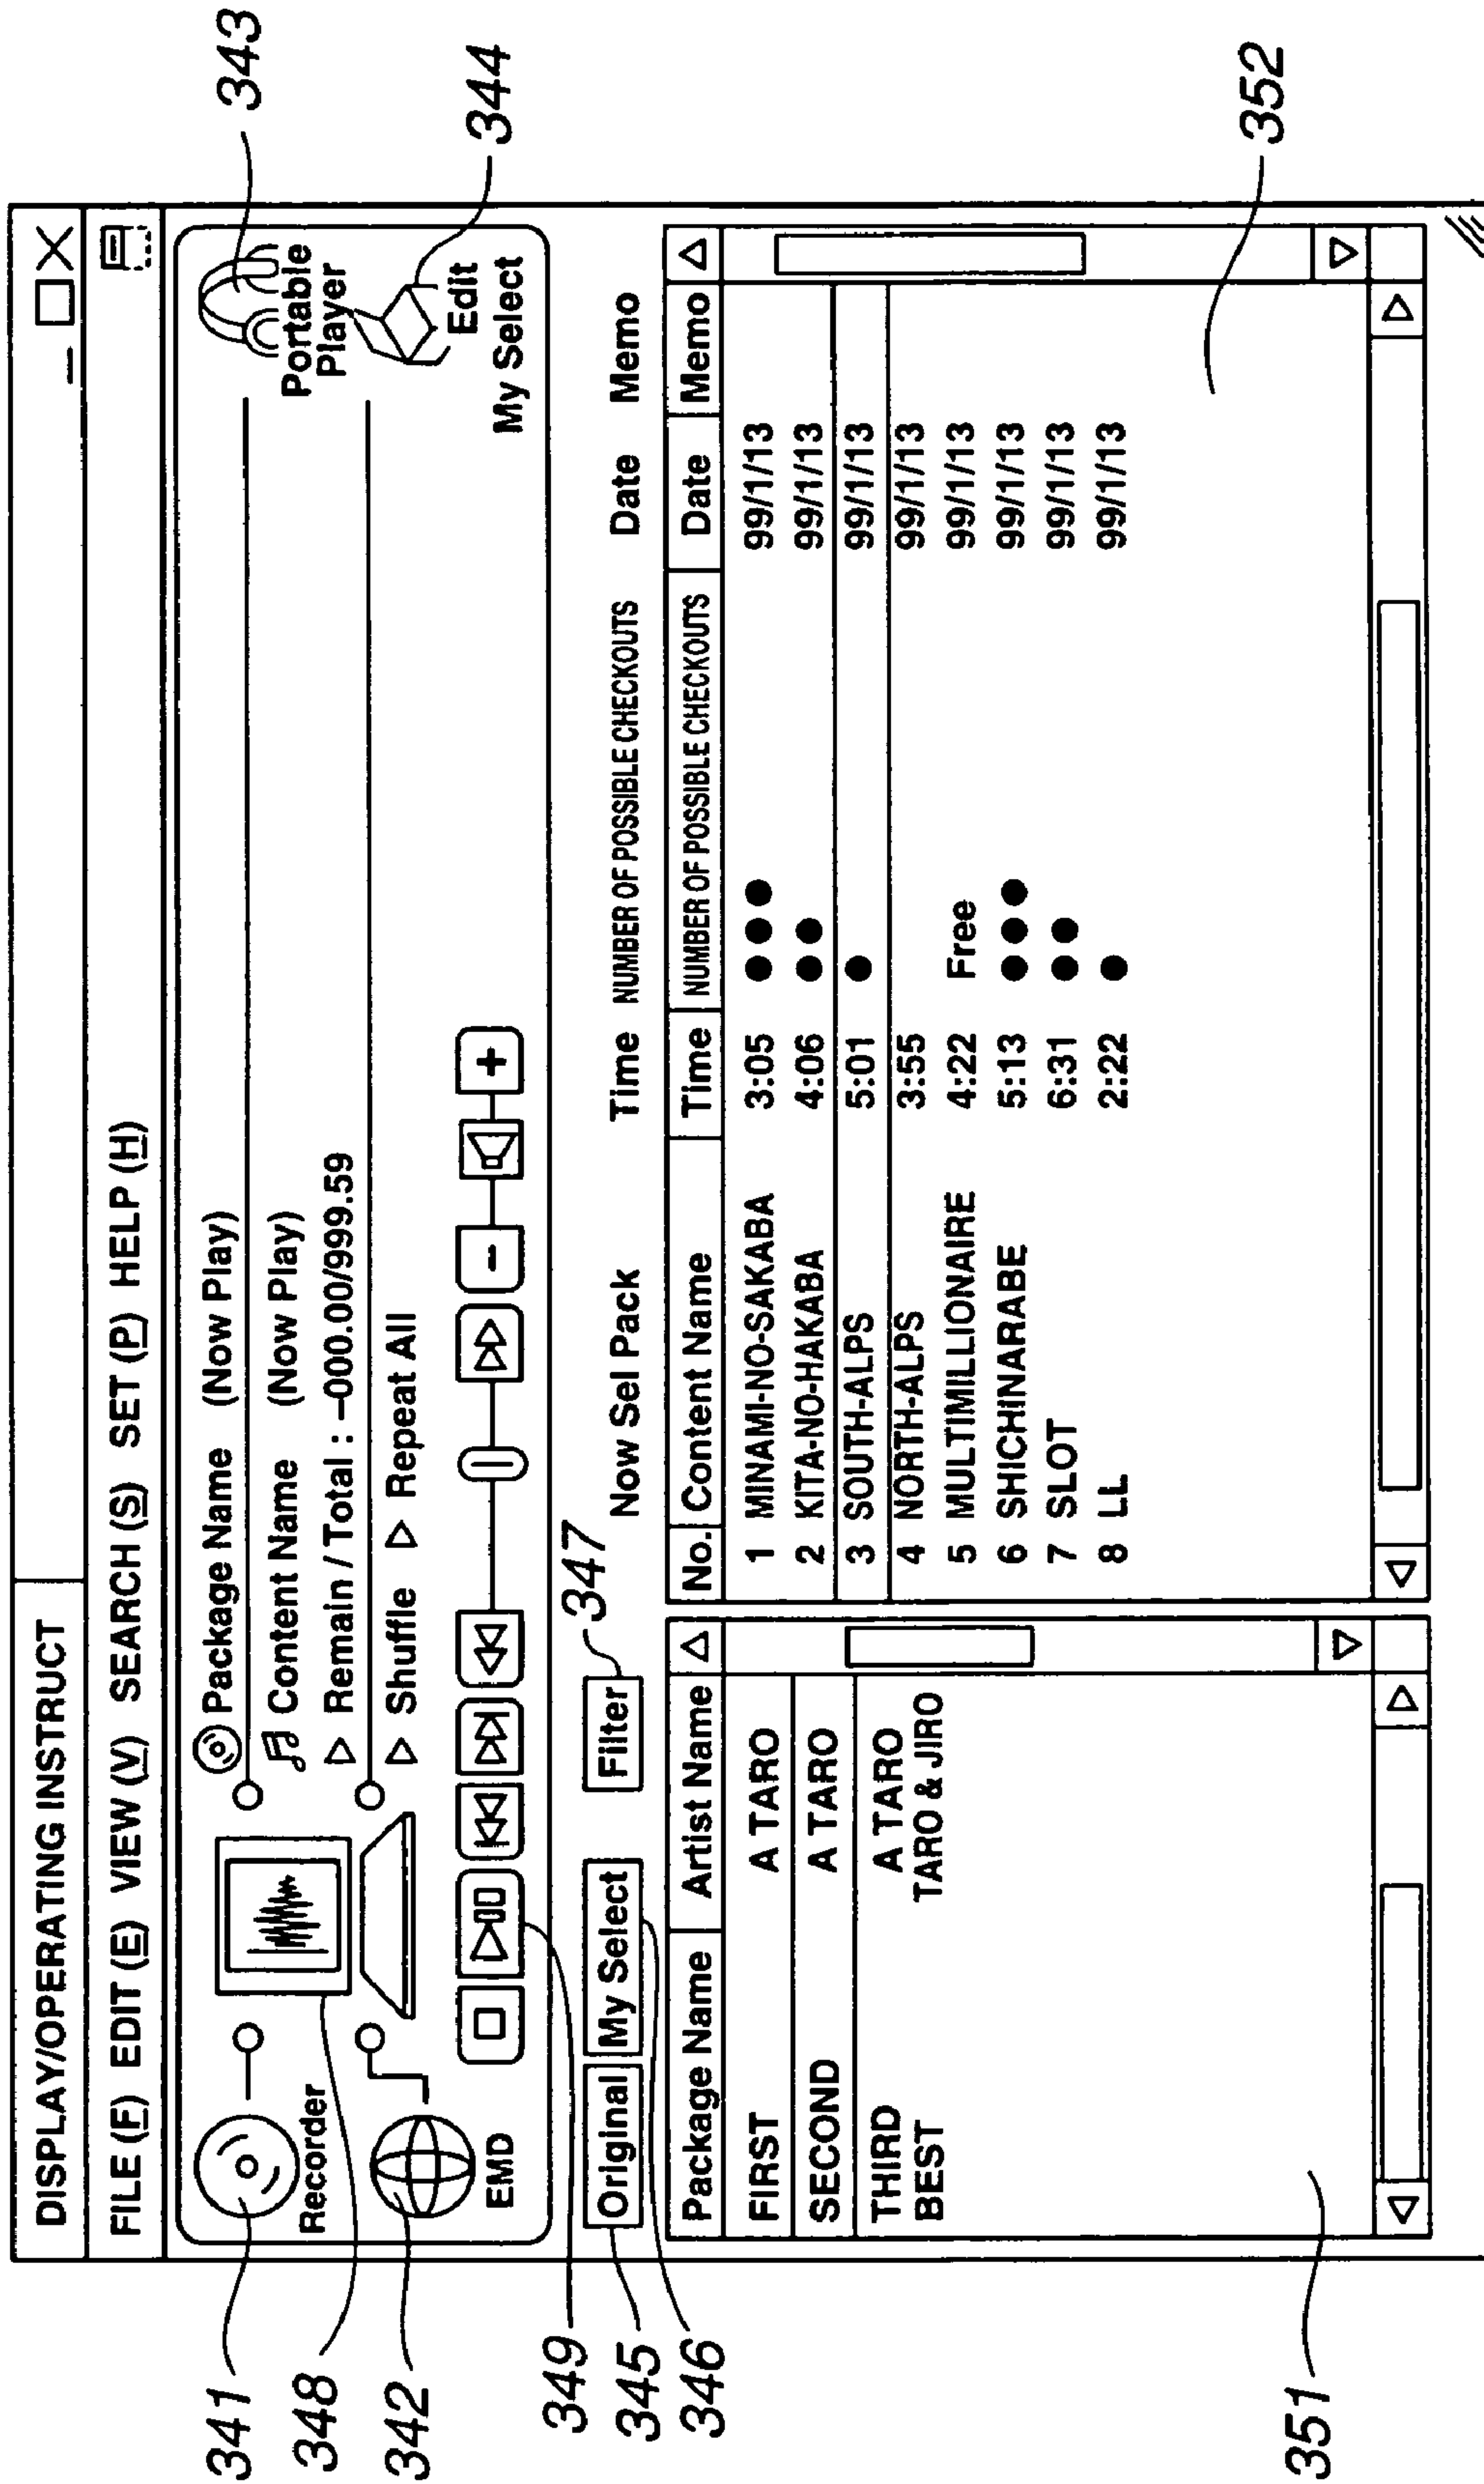 DISPLAY/OPERATING INSTRUCT
FILE (F) EDIT (E) VIEW (V) SEARCH (S) SET (P) HELP (H)
Recorder
EMD
Package Name (Now Play)
Content Name (Now Play)
Remain / Total : –000.00/999.59
Shuffle Repeat All
Portable
Player
Edit
My Select
343
344
341
348
342
349
345
346
347
Original My Select Filter
Now Sel Pack Time NUMBER OF POSSIBLE CHECKOUTS Date Memo
Package Name Artist Name
FIRST A TARO
SECOND A TARO
THIRD A TARO
BEST TARO & JIRO
No. Content Name Time NUMBER OF POSSIBLE CHECKOUTS Date Memo
1 MINAMI-NO-SAKABA 3:05 ●●● 99/1/13
2 KITA-NO-HAKABA 4:06 ●● 99/1/13
3 SOUTH-ALPS 5:01 ● 99/1/13
4 NORTH-ALPS 3:55 99/1/13
5 MULTIMILLIONAIRE 4:22 Free 99/1/13
6 SHICHINARABE 5:13 ●●● 99/1/13
7 SLOT 6:31 ●● 99/1/13
8 LL 2:22 ● 99/1/13
351
352